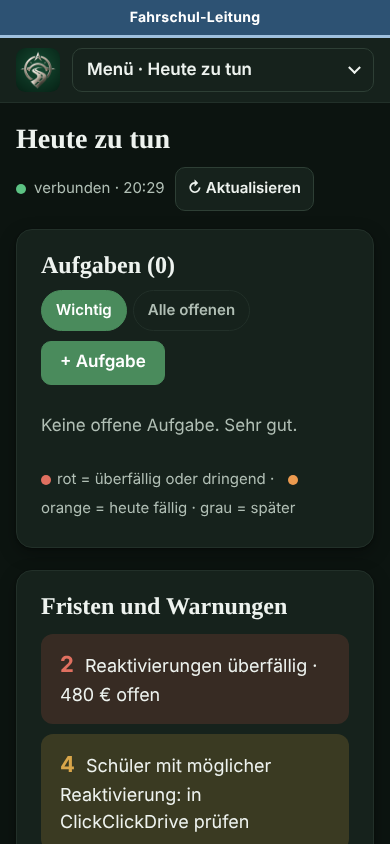 Fahrschul-Leitung
Menü · Heute zu tun
Heute zu tun
verbunden · 20:29
↻ Aktualisieren
Aufgaben (0)
Wichtig
Alle offenen
+ Aufgabe
Keine offene Aufgabe. Sehr gut.
rot = überfällig oder dringend ·
orange = heute fällig · grau = später
Fristen und Warnungen
2 Reaktivierungen überfällig ·
480 € offen
4 Schüler mit möglicher
Reaktivierung: in
ClickClickDrive prüfen